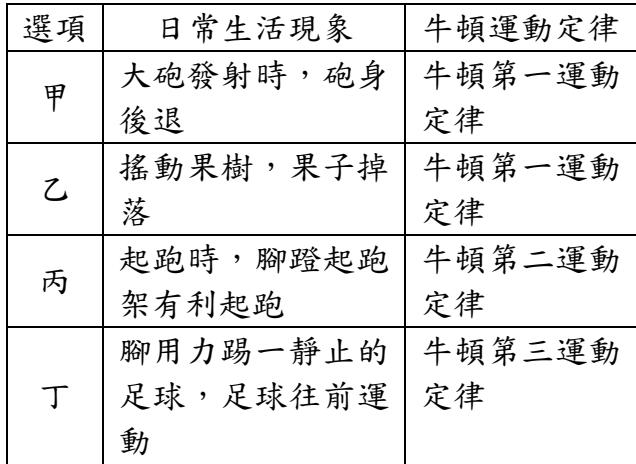 選項 日常生活現象 牛頓運動定律
甲 大砲發射時，砲身 牛頓第一運動
後退 定律
乙 搖動果樹，果子掉 牛頓第一運動
落 定律
丙 起跑時，腳蹬起跑 牛頓第二運動
架有利起跑 定律
丁 腳用力踢一靜止的 牛頓第三運動
足球，足球往前運 定律
動